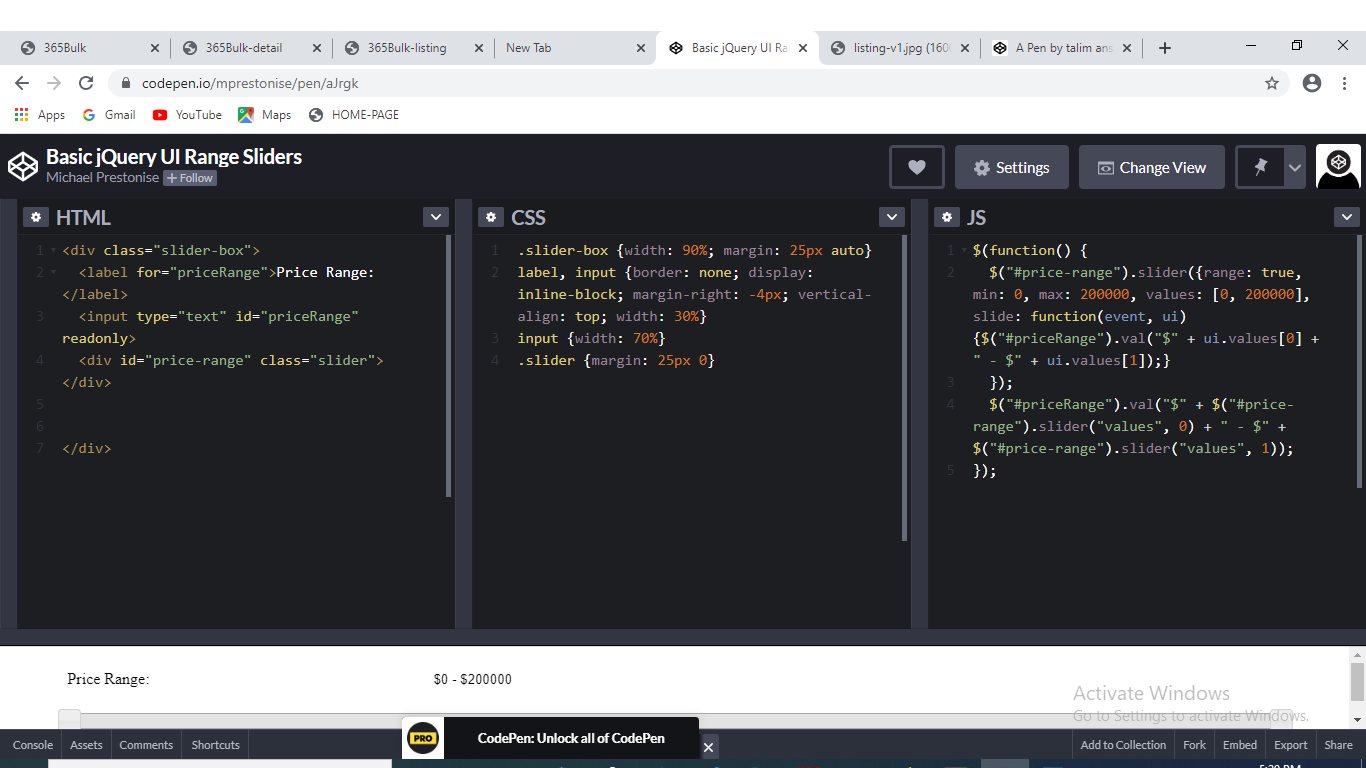 365Bulk
365Bulk-detail
365Bulk-listing
New Tab
Basic jQuery UI Ra
listing-v1.jpg (160
A Pen by talim ans
codepen.io/mprestonise/pen/aJrgk
Apps
Gmail
YouTube
Maps
HOME-PAGE
Basic jQuery UI Range Sliders
Michael Prestonise
+ Follow
Settings
Change View
HTML
1 <div class="slider-box">
2 <label for="priceRange">Price Range:
</label>
3 <input type="text" id="priceRange"
readonly>
4 <div id="price-range" class="slider">
</div>
5
6
7 </div>
CSS
1 .slider-box {width: 90%; margin: 25px auto}
2 label, input {border: none; display:
inline-block; margin-right: -4px; vertical-
align: top; width: 30%}
3 input {width: 70%}
4 .slider {margin: 25px 0}
JS
1 $(function() {
2 $("#price-range").slider({range: true,
min: 0, max: 200000, values: [0, 200000],
slide: function(event, ui)
{$("#priceRange").val("$" + ui.values[0] +
" - $" + ui.values[1]);}
3 });
4 $("#priceRange").val("$" + $("#price-
range").slider("values", 0) + " - $" +
$("#price-range").slider("values", 1));
5 });
Price Range:
$0 - $200000
Activate Windows
Go to Settings to activate Windows.
Console
Assets
Comments
Shortcuts
PRO
CodePen: Unlock all of CodePen
Add to Collection
Fork
Embed
Export
Share